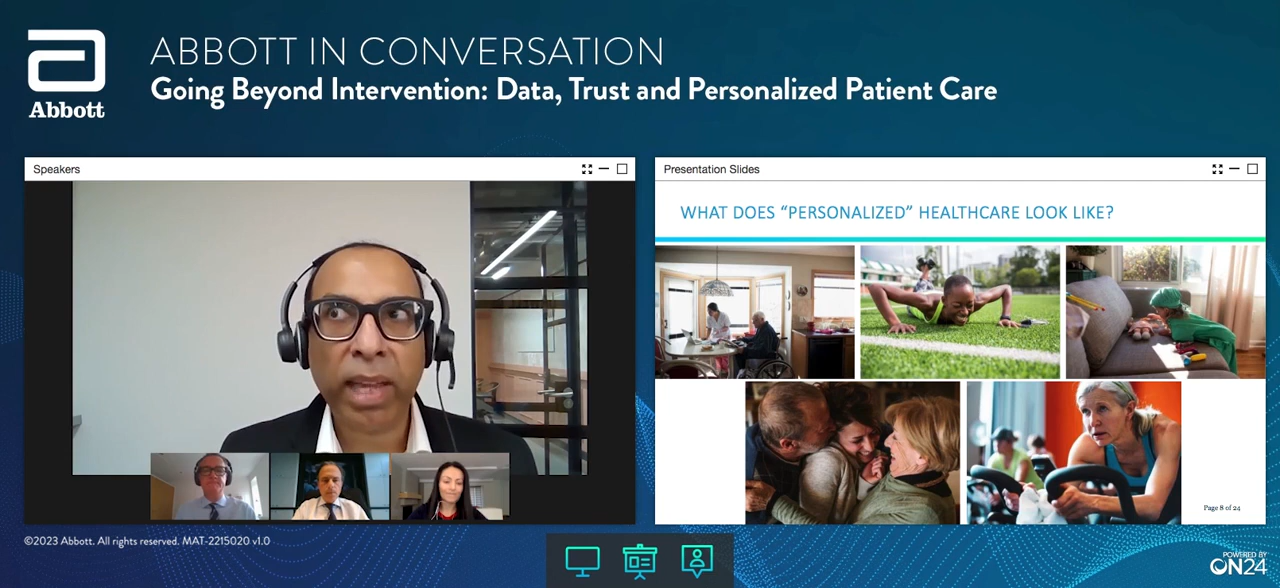 Abbott
ABBOTT IN CONVERSATION
Going Beyond Intervention: Data, Trust and Personalized Patient Care
Speakers
Presentation Slides
WHAT DOES “PERSONALIZED” HEALTHCARE LOOK LIKE?
Page 8 of 24
©2023 Abbott. All rights reserved. MAT-2215020 v1.0
POWERED BY
ON24